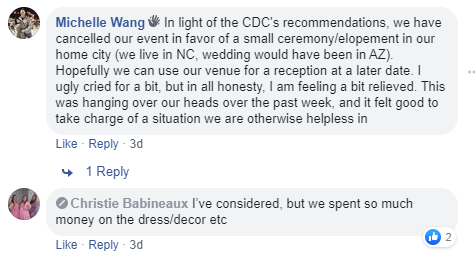 Michelle Wang 👋 In light of the CDC's recommendations, we have
cancelled our event in favor of a small ceremony/elopement in our
home city (we live in NC, wedding would have been in AZ).
Hopefully we can use our venue for a reception at a later date. I
ugly cried for a bit, but in all honesty, I am feeling a bit relieved. This
was hanging over our heads over the past week, and it felt good to
take charge of a situation we are otherwise helpless in
Like · Reply · 3d
1 Reply
Christie Babineaux I've considered, but we spent so much
money on the dress/decor etc
2
Like · Reply · 3d